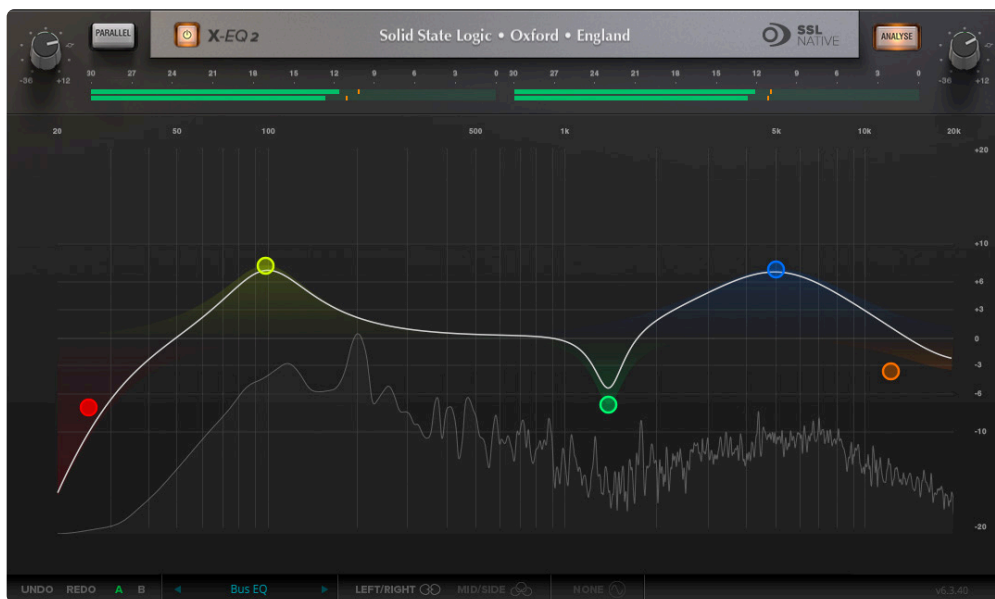 PARALLEL
X-EQ 2
Solid State Logic • Oxford • England
SSL
NATIVE
ANALYSE
-36 +12
30 27 24 21 18 15 12 9 6 3 0 30 27 24 21 18 15 12 9 6 3 0
-36 +12
20 50 100 500 1k 5k 10k 20k
+20
+10
+6
+3
0
-3
-6
-10
-20
UNDO REDO A B Bus EQ LEFT/RIGHT MID/SIDE NONE v6.3.40